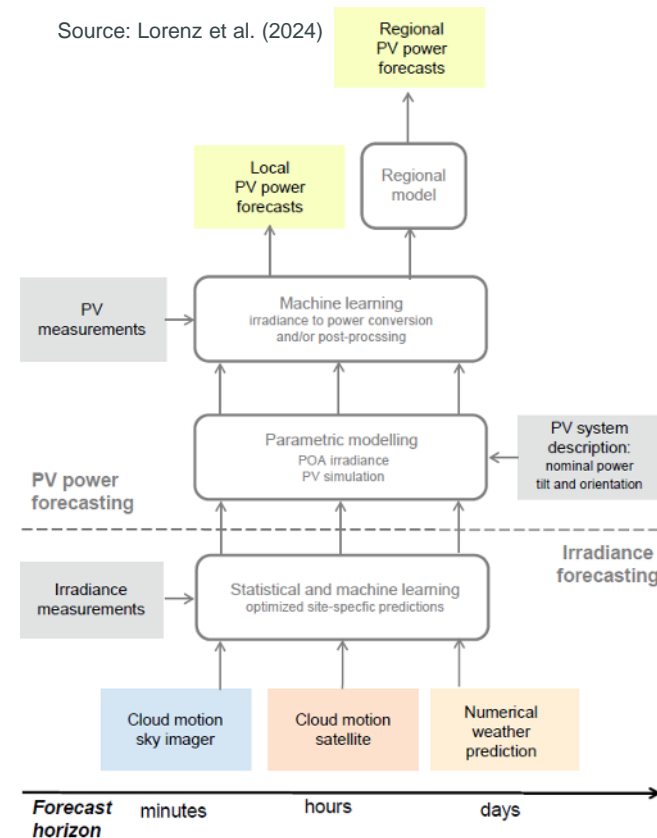 Source: Lorenz et al. (2024)
Regional
PV power
forecasts
Local
PV power
forecasts
Regional
model
PV
measurements
Machine learning
irradiance to power conversion
and/or post-procssing
Parametric modelling
POA irradiance
PV simulation
PV system
description:
nominal power
tilt and orientation
PV power
forecasting
Irradiance
forecasting
Irradiance
measurements
Statistical and machine learning
optimized site-specfic predictions
Cloud motion
sky imager
Cloud motion
satellite
Numerical
weather
prediction
Forecast
horizon
minutes
hours
days